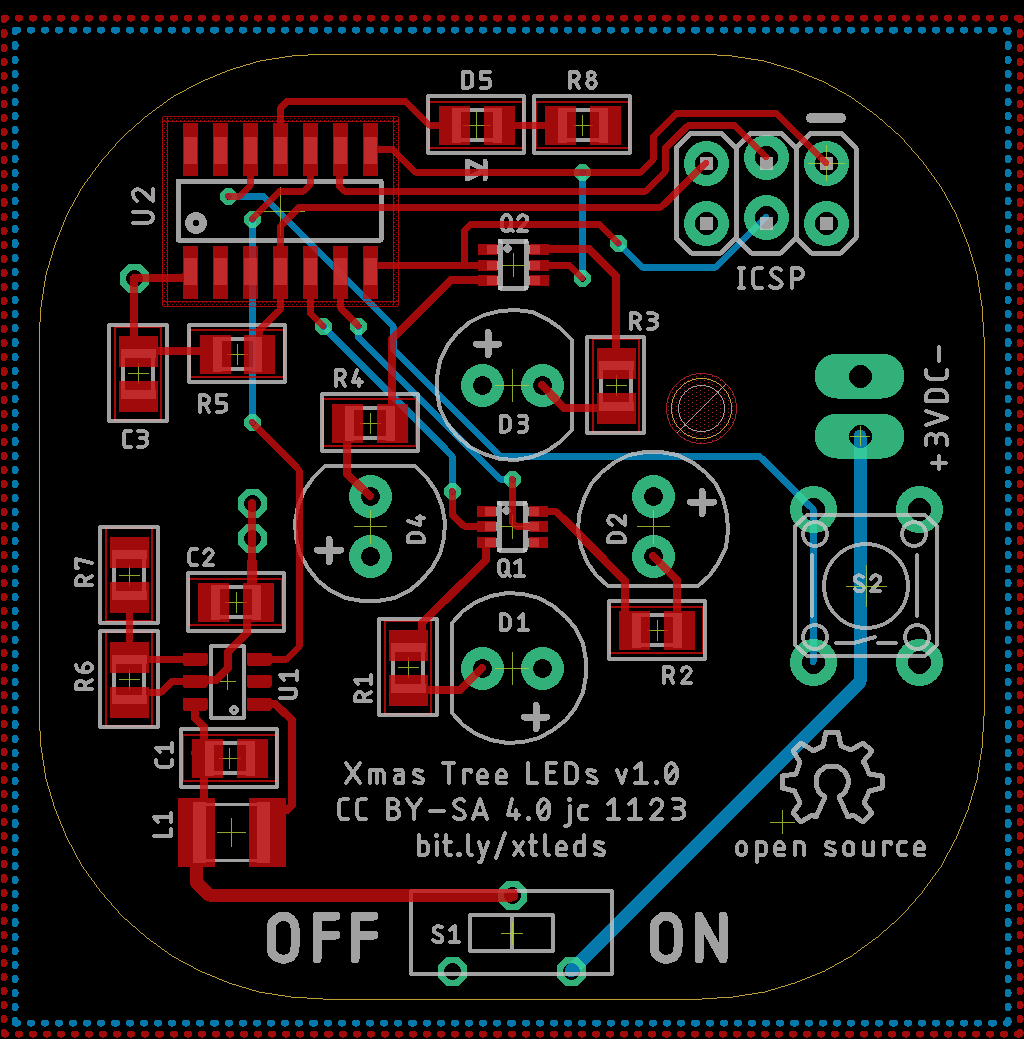 D5 R8
U2
Q2
ICSP
R3
R4
R5
D3
C3
+3VDC-
D4
D2
R7
C2
Q1
S2
D1
R6
U1
R1
R2
C1
Xmas Tree LEDs v1.0
CC BY-SA 4.0 jc 1123
bit.ly/xtleds
L1
open source
OFF S1 ON